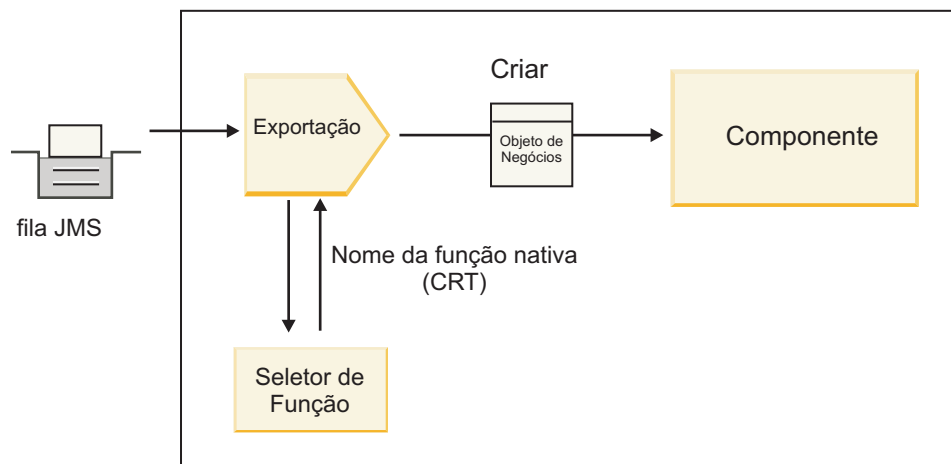 Criar
Exportação
Objeto de
Negócios
Componente
fila JMS
Nome da função nativa
(CRT)
Seletor de
Função